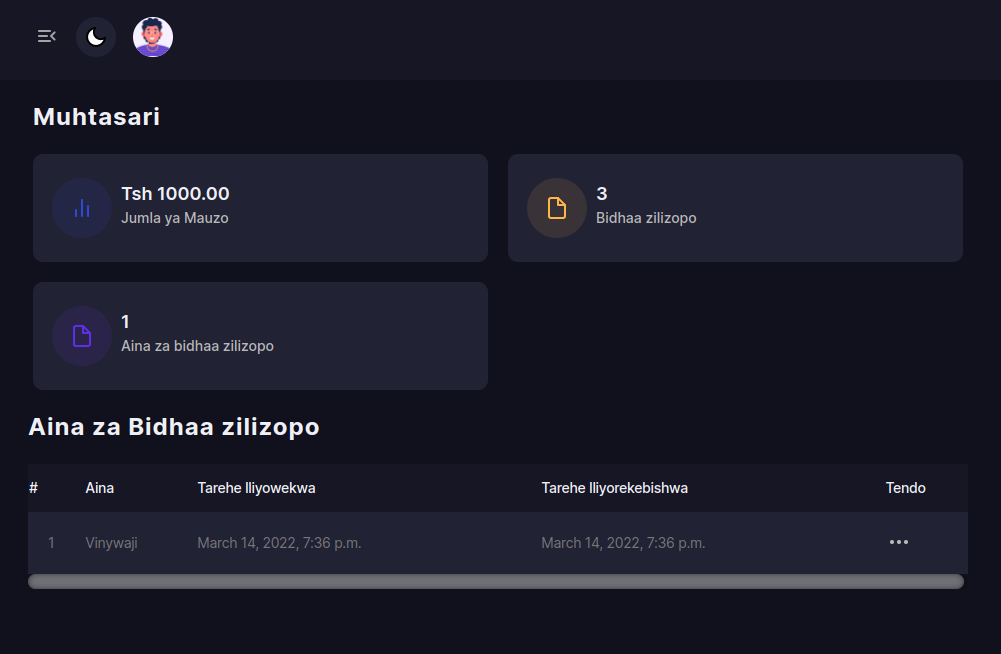 Muhtasari
Tsh 1000.00
Jumla ya Mauzo
3
Bidhaa zilizopo
1
Aina za bidhaa zilizopo
Aina za Bidhaa zilizopo
# Aina Tarehe Iliyowekwa Tarehe Iliyorekebishwa Tendo
1 Vinywaji March 14, 2022, 7:36 p.m. March 14, 2022, 7:36 p.m.